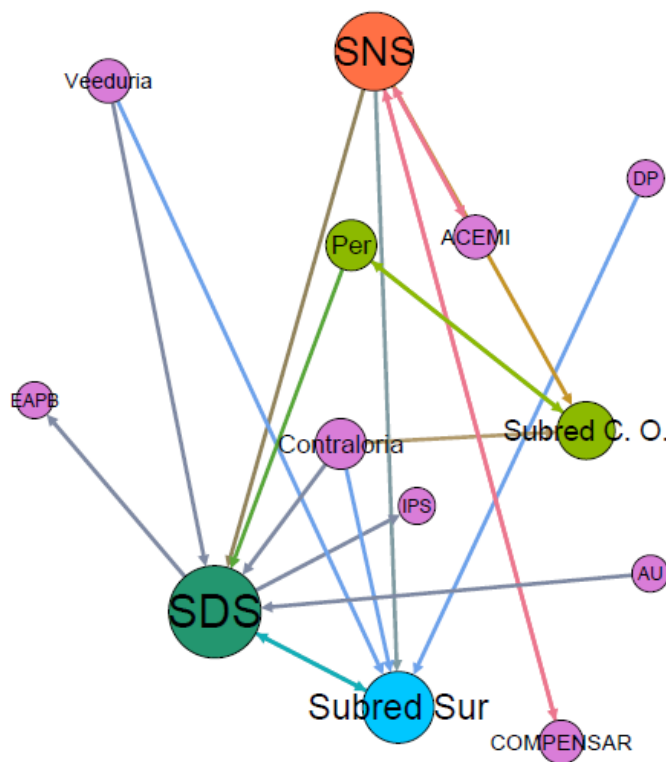 SNS
Veeduria
DP
ACEMI
Per
EAPB
Subred C. O.
Contraloria
IPS
AU
SDS
Subred Sur
COMPENSAR